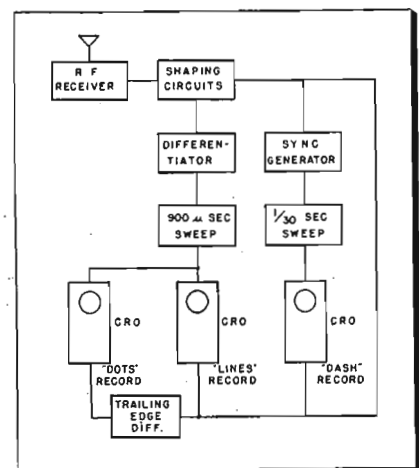 R F
RECEIVER
SHAPING
CIRCUITS
DIFFEREN-
TIATOR
SYNC
GENERATOR
900 μ SEC
SWEEP
1/30 SEC
SWEEP
CRO
CRO
CRO
"DOTS"
RECORD
"LINES"
RECORD
"DASH"
RECORD
TRAILING
EDGE
DIFF.